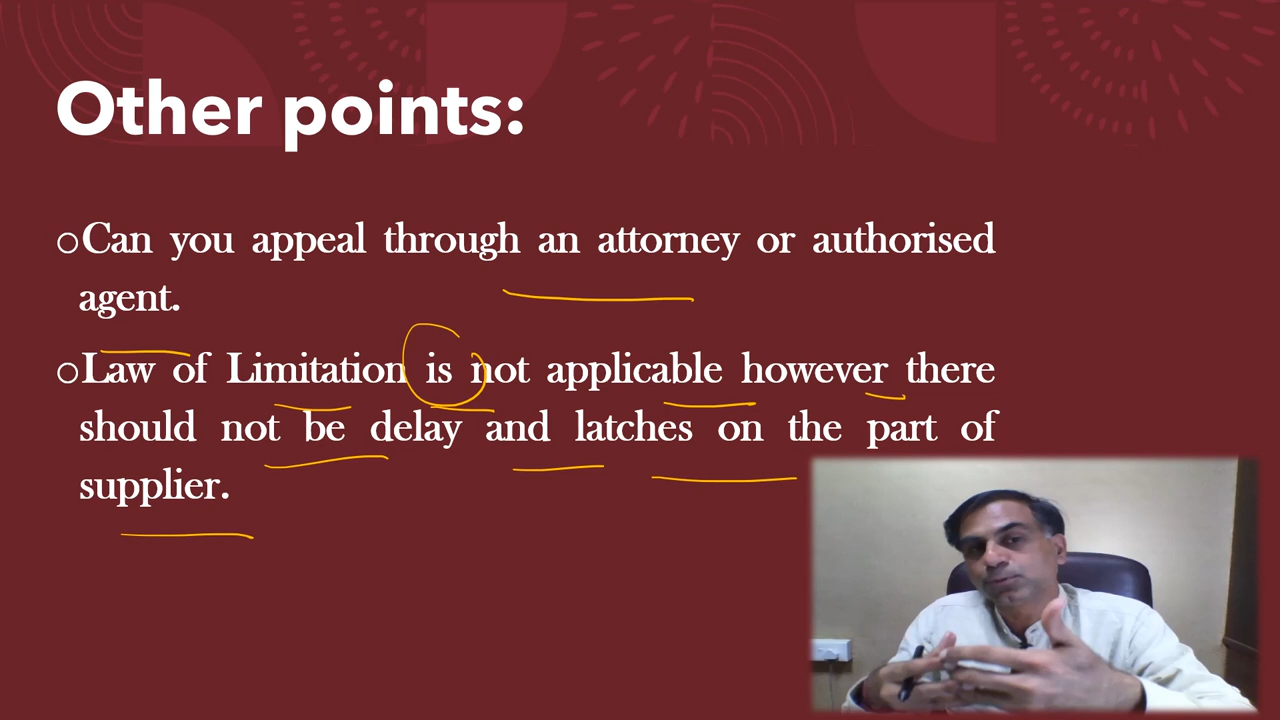 Other points:
oCan you appeal through an attorney or authorised
agent.
oLaw of Limitation is not applicable however there
should not be delay and latches on the part of
supplier.